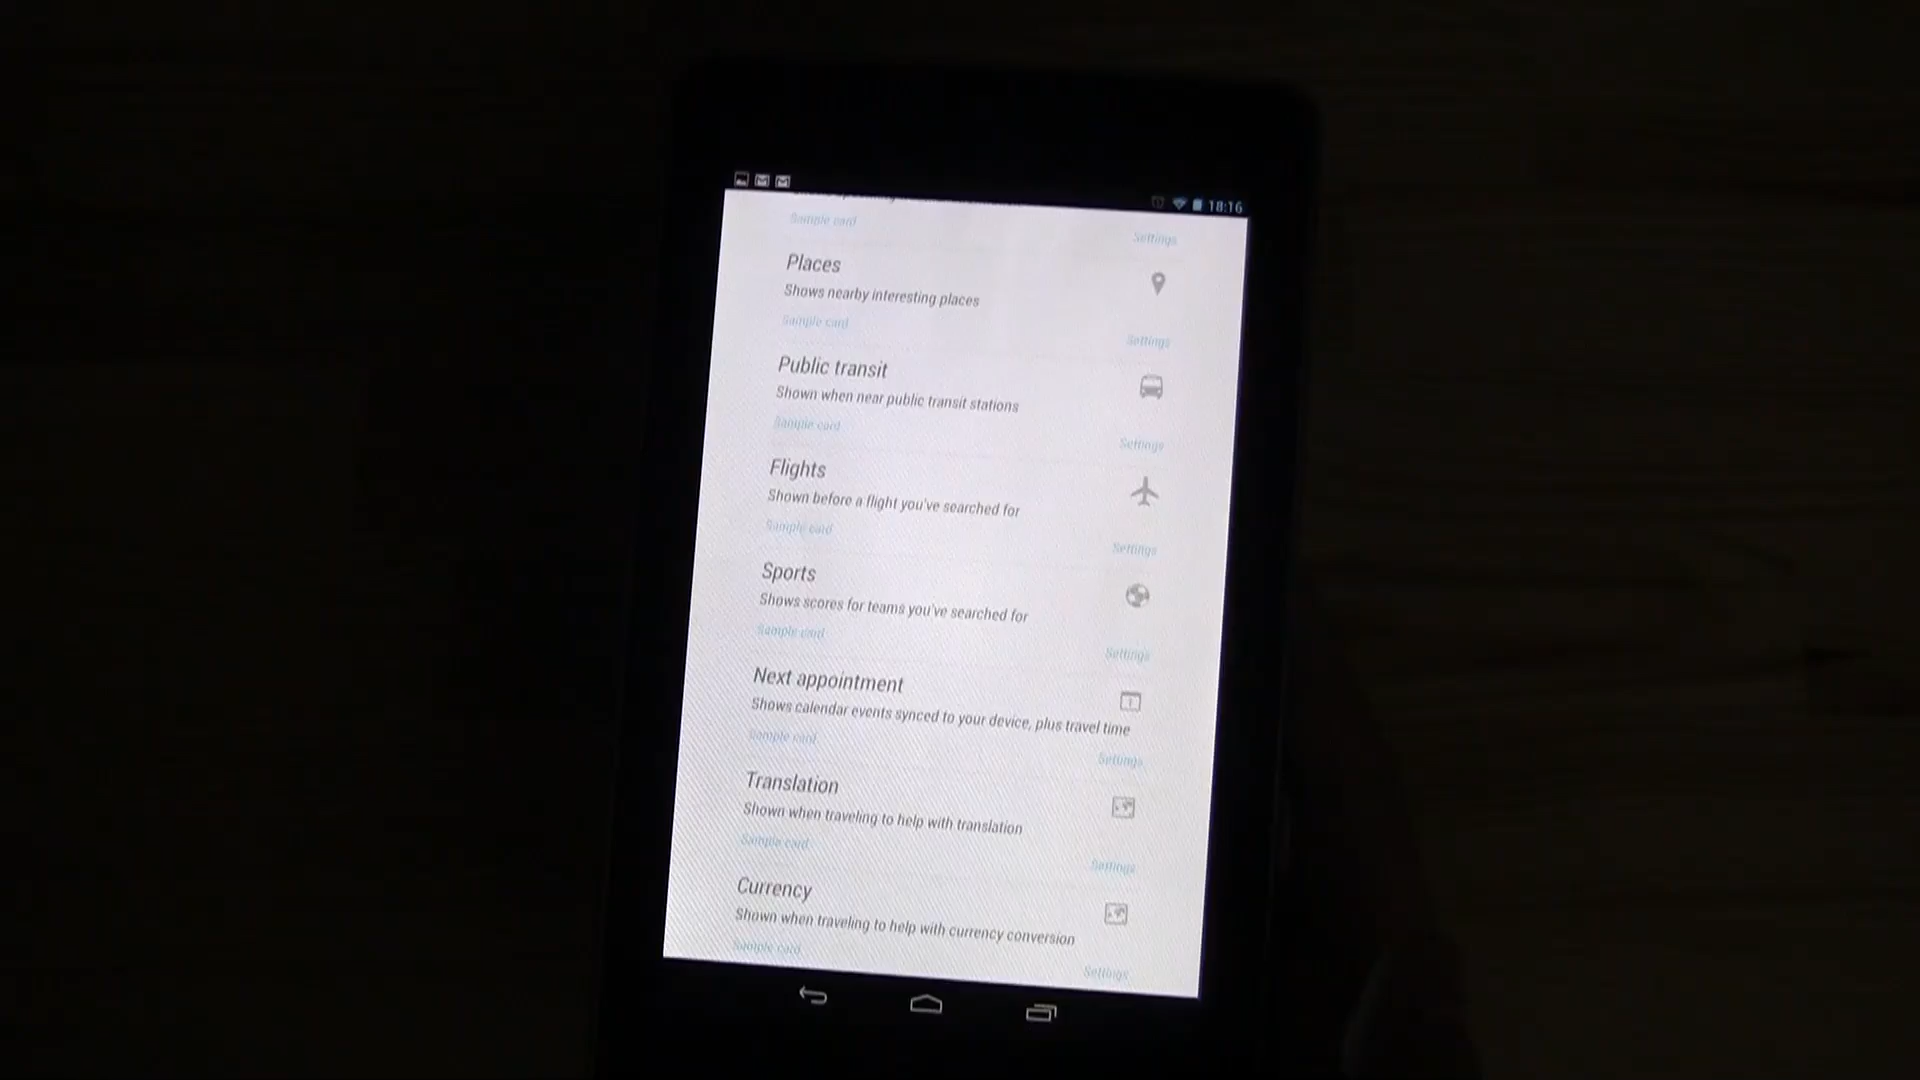 18:16
Sample card
Settings
Places
Shows nearby interesting places
Sample card
Settings
Public transit
Shown when near public transit stations
Sample card
Settings
Flights
Shown before a flight you've searched for
Sample card
Settings
Sports
Shows scores for teams you've searched for
Sample card
Settings
Next appointment
Shows calendar events synced to your device, plus travel time
Sample card
Settings
Translation
Shown when traveling to help with translation
Sample card
Settings
Currency
Shown when traveling to help with currency conversion
Sample card
Settings